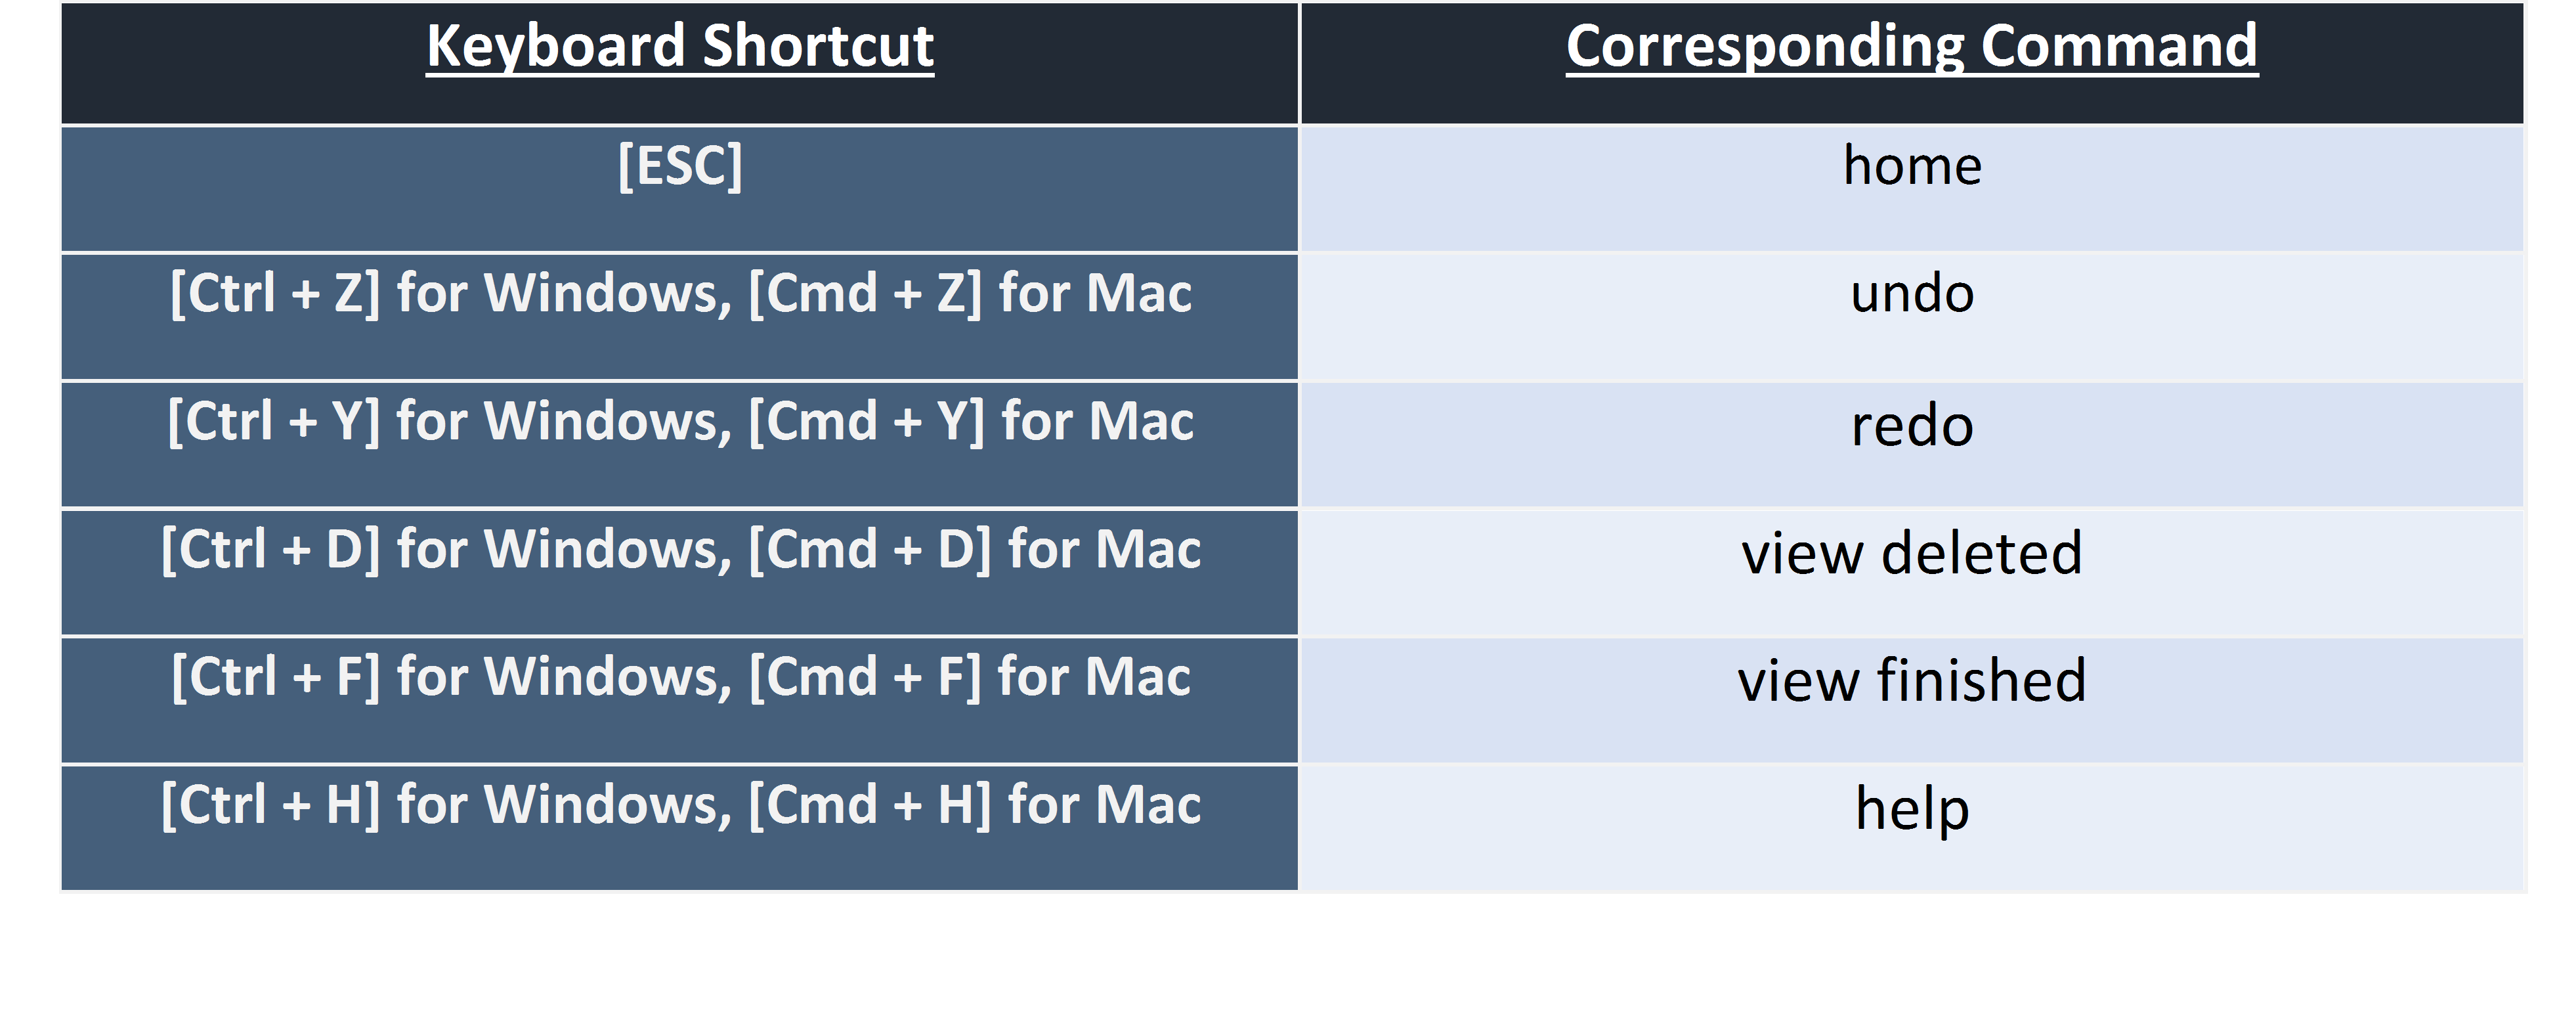 Keyboard Shortcut Corresponding Command
[ESC] home
[Ctrl + Z] for Windows, [Cmd + Z] for Mac undo
[Ctrl + Y] for Windows, [Cmd + Y] for Mac redo
[Ctrl + D] for Windows, [Cmd + D] for Mac view deleted
[Ctrl + F] for Windows, [Cmd + F] for Mac view finished
[Ctrl + H] for Windows, [Cmd + H] for Mac help